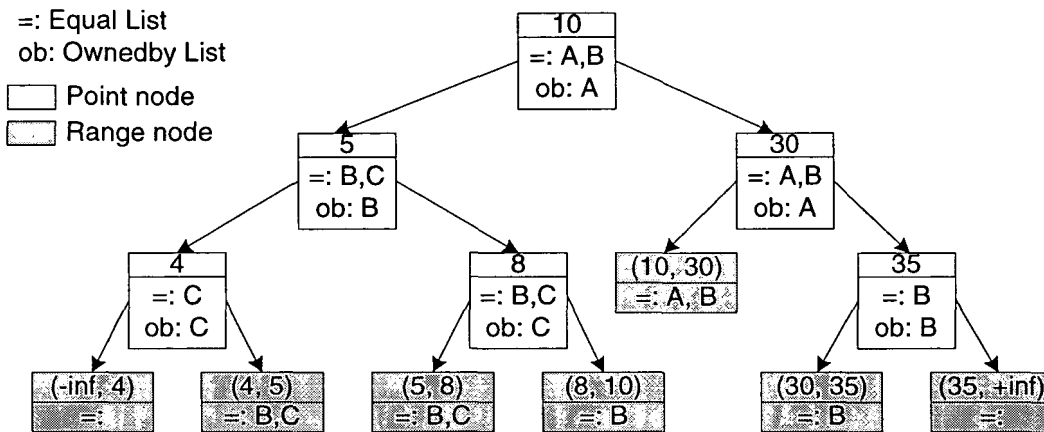 =: Equal List
ob: Ownedby List
Point node
Range node
10
=: A,B
ob: A
5
=: B,C
ob: B
30
=: A,B
ob: A
4
=: C
ob: C
8
=: B,C
ob: C
(10, 30)
=: A, B
35
=: B
ob: B
(-inf, 4)
=:
(4, 5)
=: B,C
(5, 8)
=: B,C
(8, 10)
=: B
(30, 35)
=: B
(35, +inf)
=: